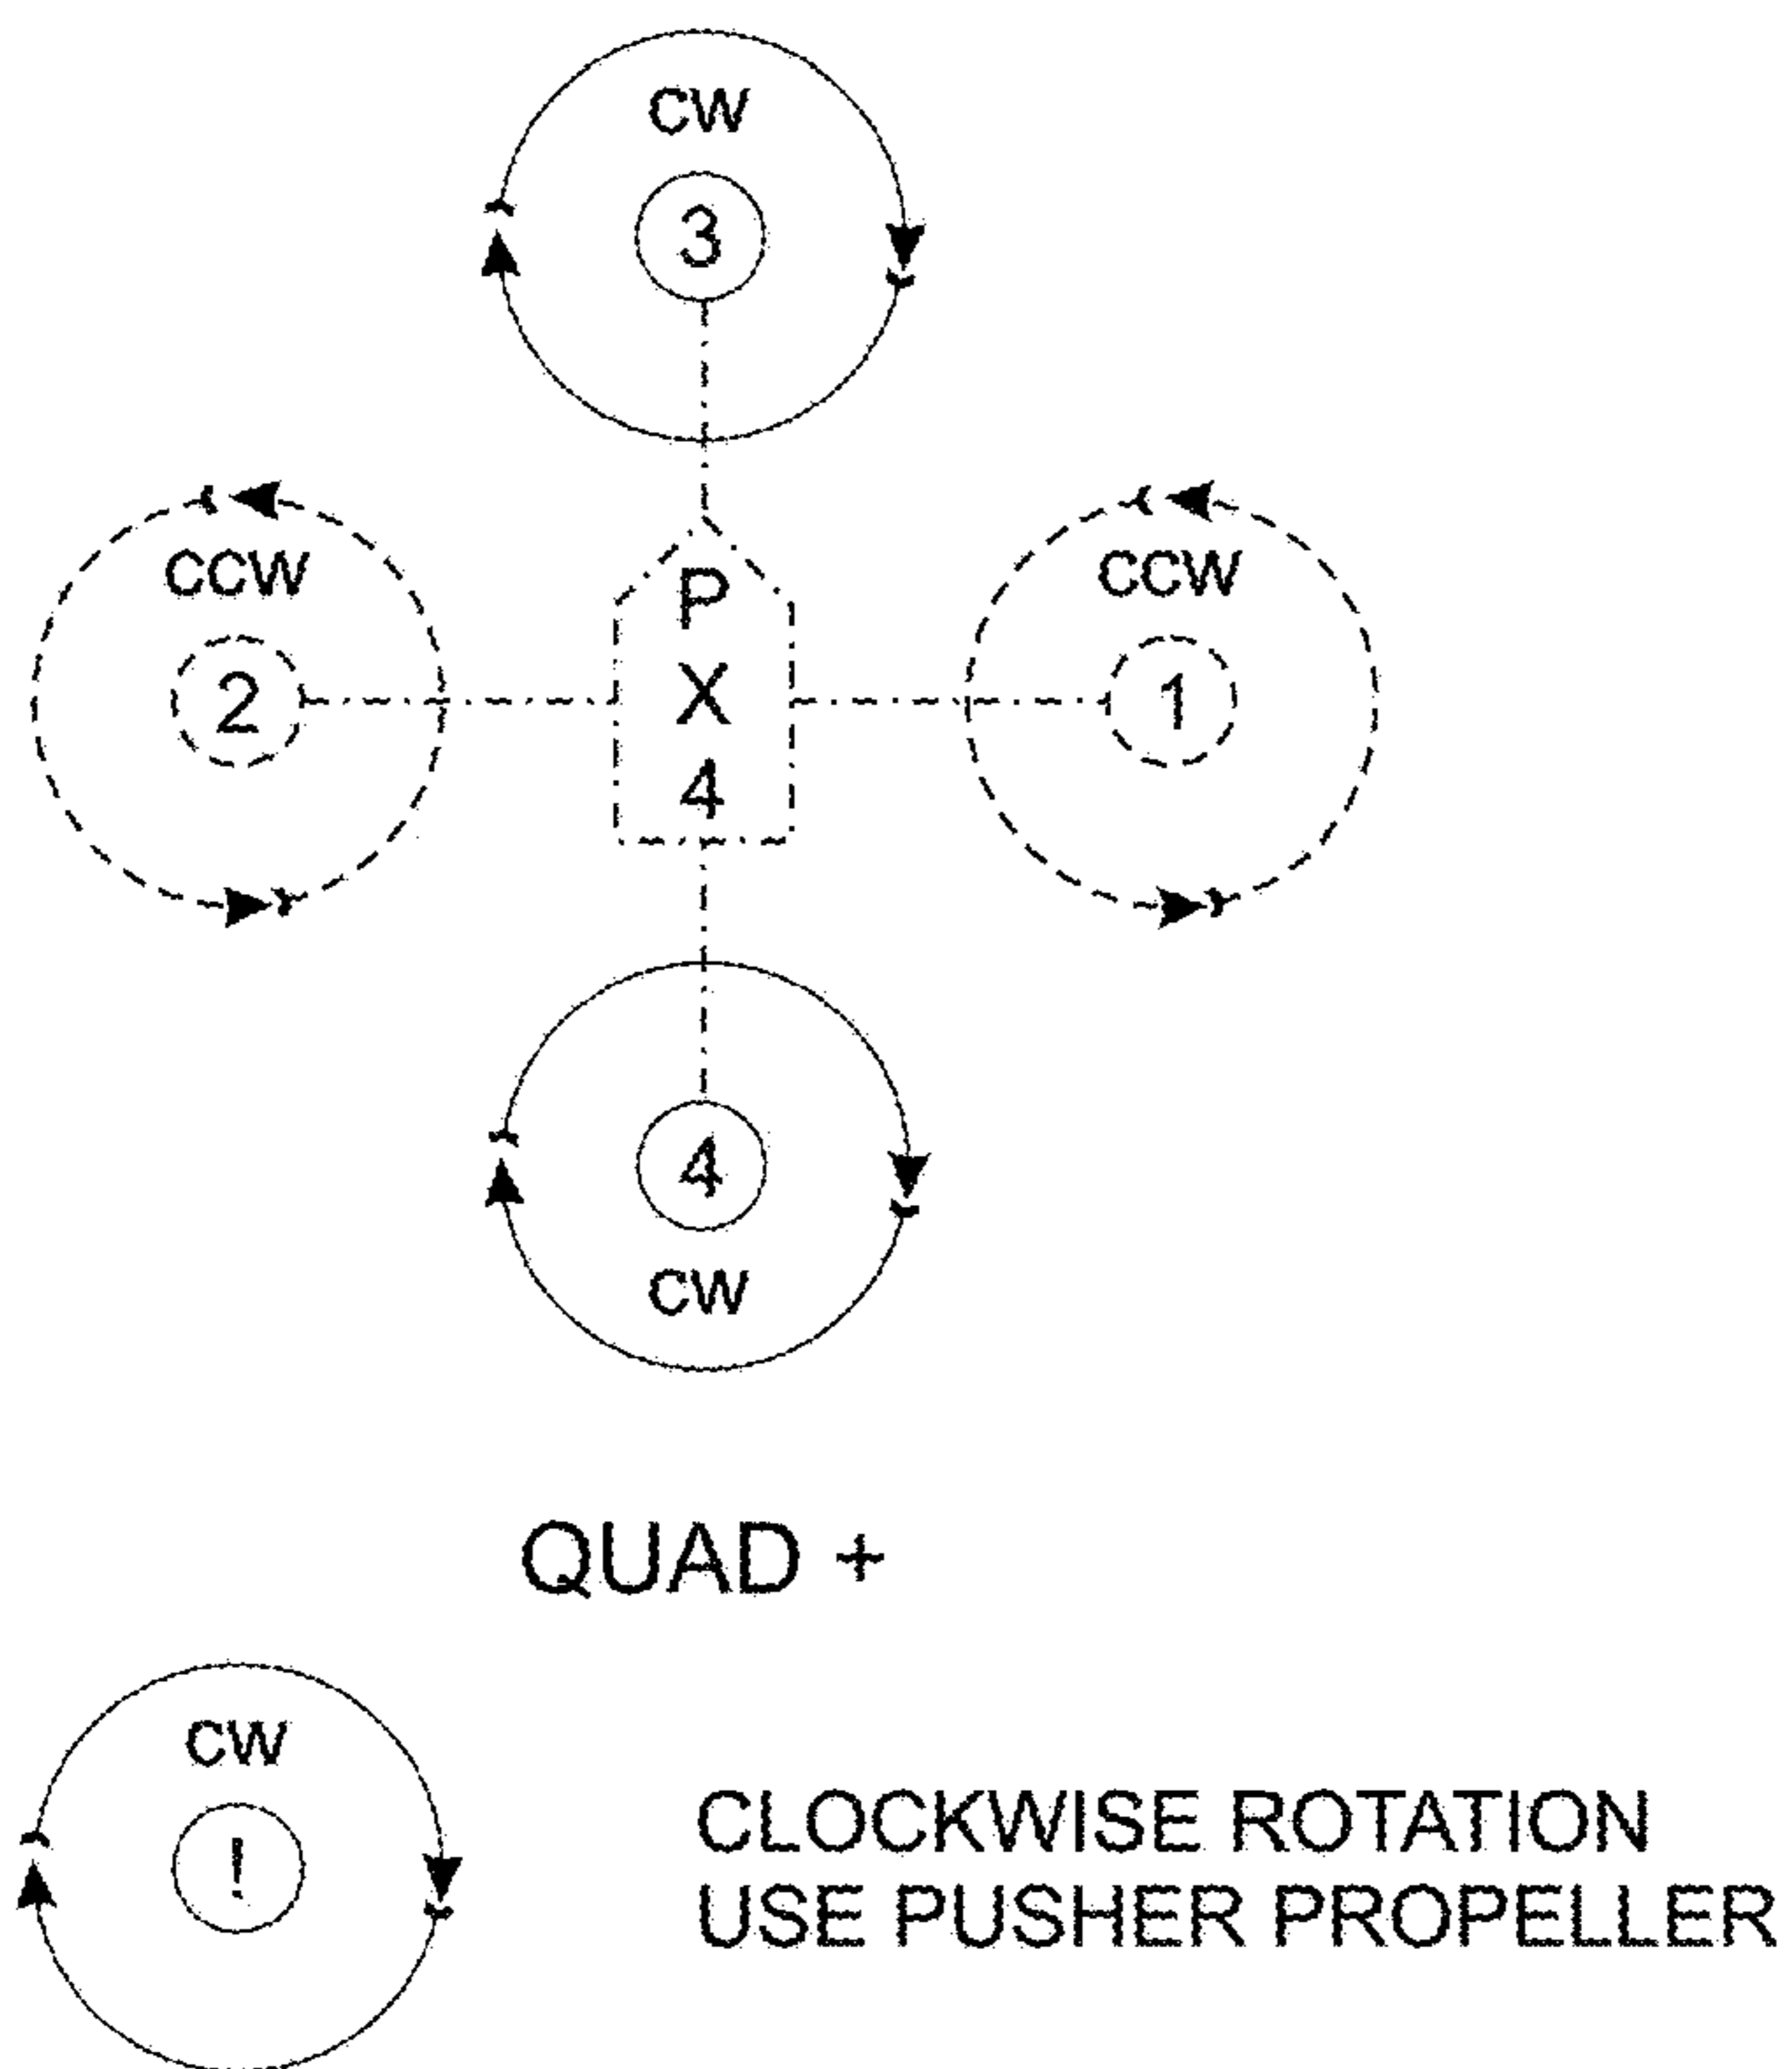 CW
3
CCW
2
P
X
4
CCW
1
4
CW
QUAD +
CW
!
CLOCKWISE ROTATION
USE PUSHER PROPELLER